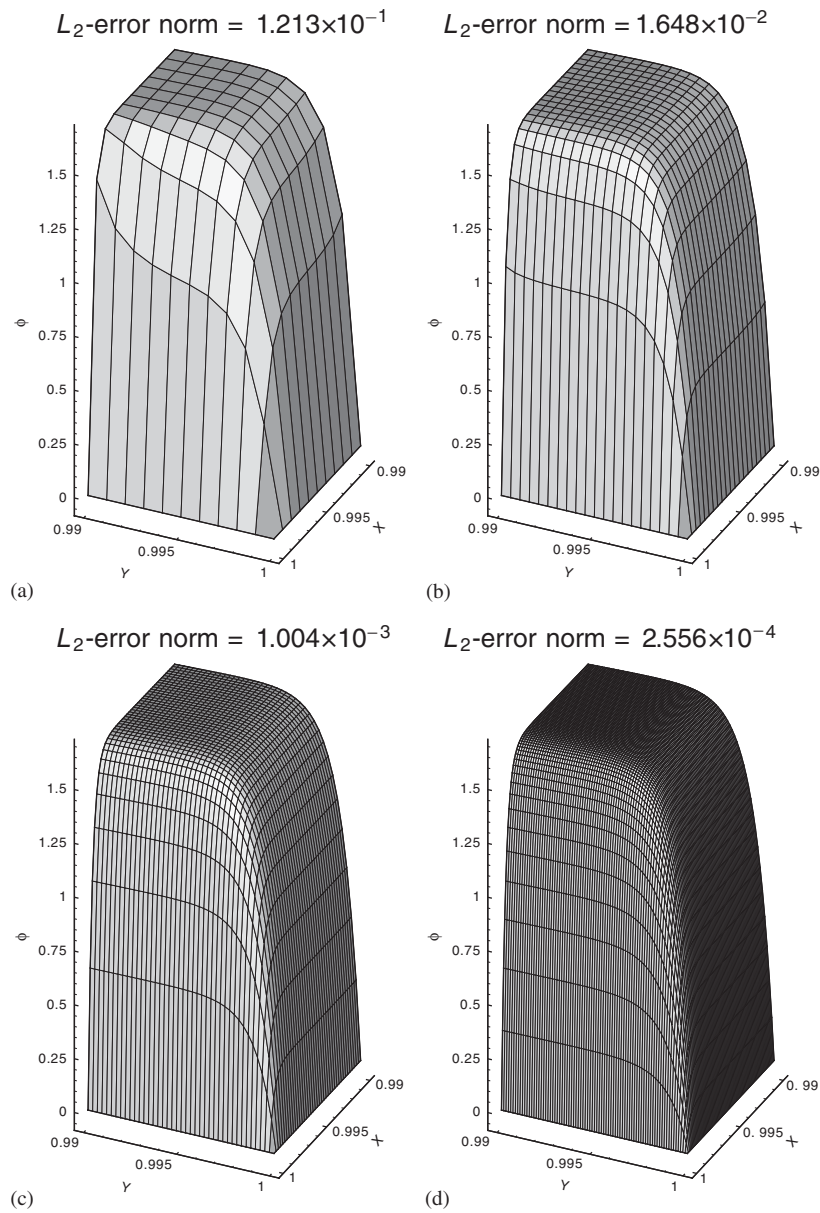 L₂-error norm = 1.213×10⁻¹
L₂-error norm = 1.648×10⁻²
1.5
1.25
1
0.75
0.5
0.25
0
ϕ
0.99
0.995
1
Y
1
0.995
0.99
X
(a)
1.5
1.25
1
0.75
0.5
0.25
0
ϕ
0.99
0.995
1
Y
1
0.995
0.99
X
(b)
L₂-error norm = 1.004×10⁻³
L₂-error norm = 2.556×10⁻⁴
1.5
1.25
1
0.75
0.5
0.25
0
ϕ
0.99
0.995
1
Y
1
0.995
0.99
X
(c)
1.5
1.25
1
0.75
0.5
0.25
0
ϕ
0.99
0.995
1
Y
1
0.995
0.99
X
(d)